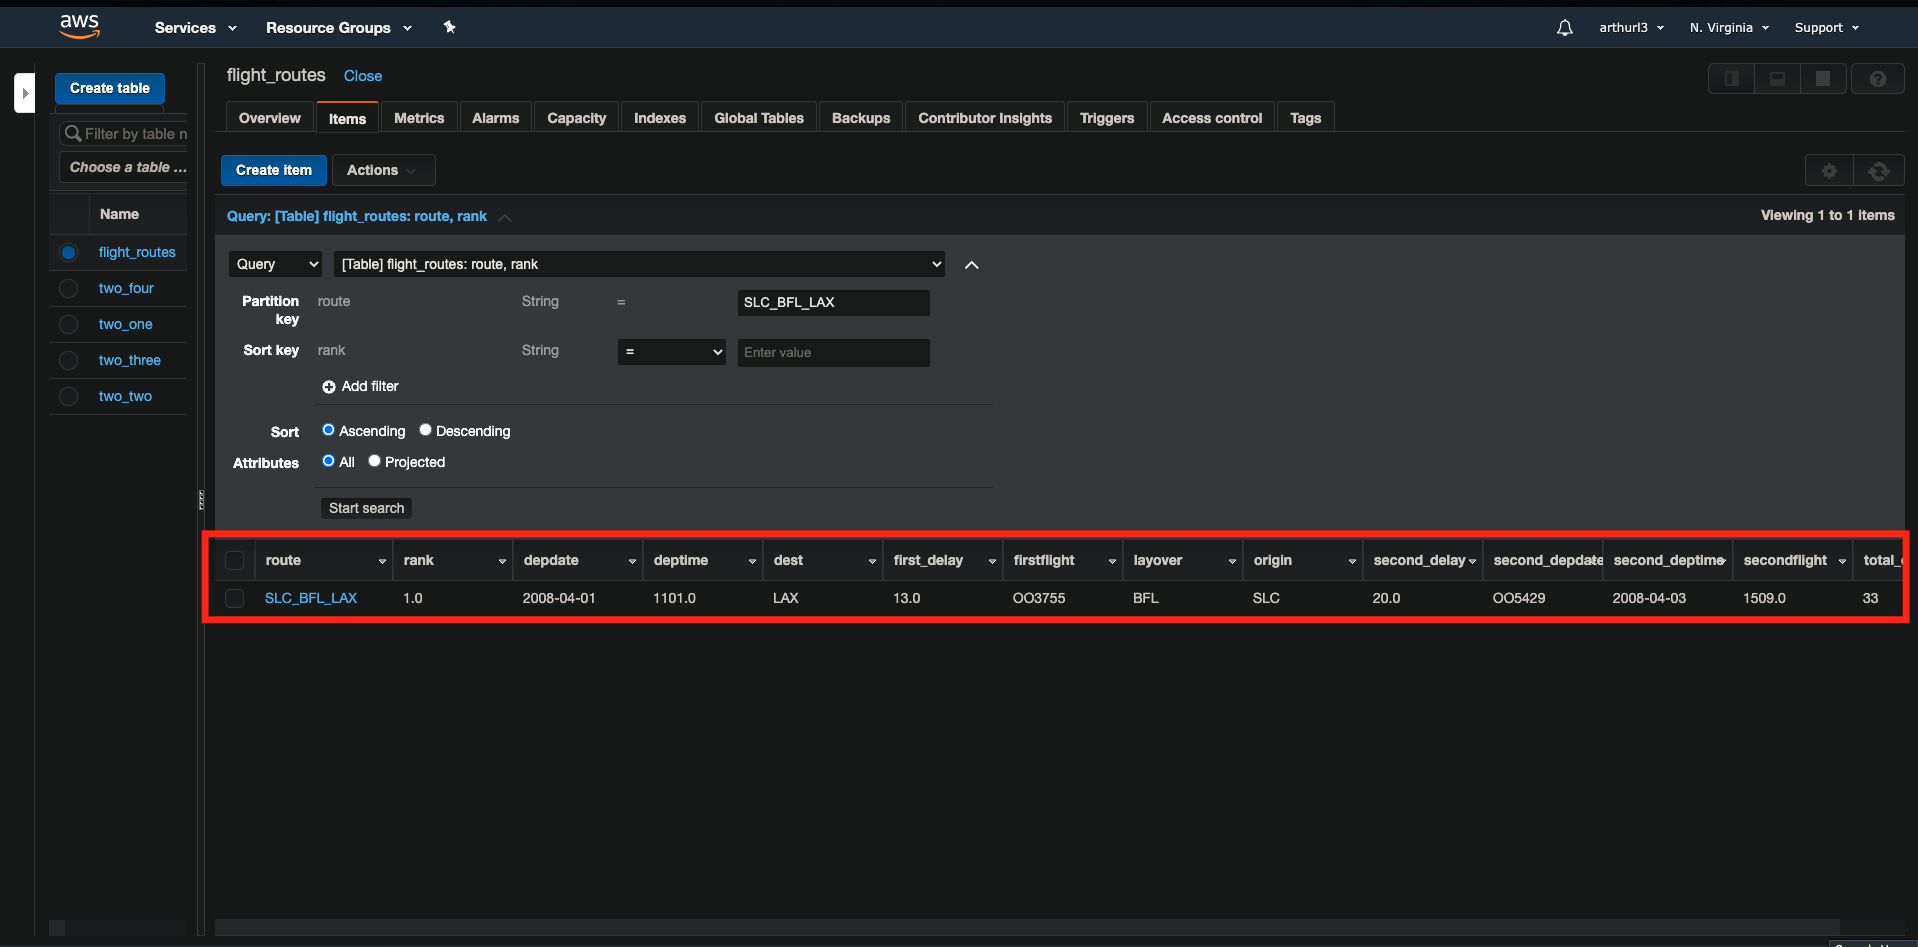 aws Services Resource Groups arthurl3 N. Virginia Support
Create table
Filter by table n
Choose a table ...
Name
flight_routes
two_four
two_one
two_three
two_two
flight_routes Close
Overview Items Metrics Alarms Capacity Indexes Global Tables Backups Contributor Insights Triggers Access control Tags
Create item Actions
Query: [Table] flight_routes: route, rank Viewing 1 to 1 items
Query [Table] flight_routes: route, rank
Partition key route String = SLC_BFL_LAX
Sort key rank String = Enter value
Add filter
Sort Ascending Descending
Attributes All Projected
Start search
route rank depdate deptime dest first_delay firstflight layover origin second_delay second_depdate second_deptime secondflight total_
SLC_BFL_LAX 1.0 2008-04-01 1101.0 LAX 13.0 OO3755 BFL SLC 20.0 OO5429 2008-04-03 1509.0 33